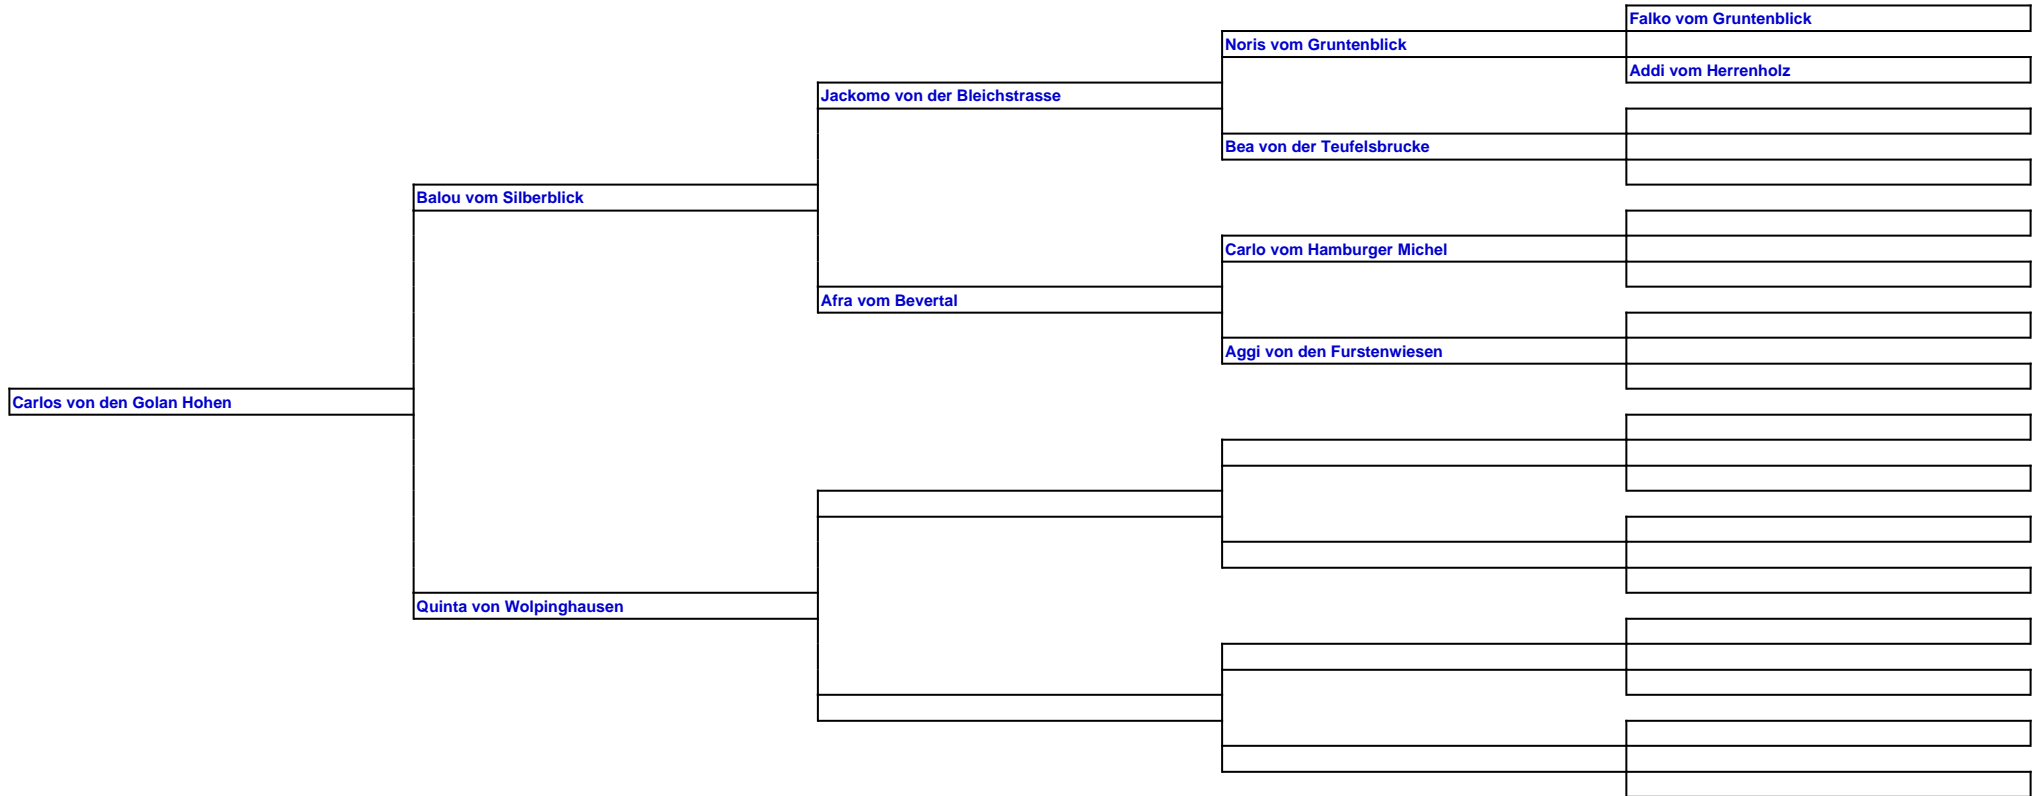 Falko vom Gruntenblick
Noris vom Gruntenblick
Addi vom Herrenholz
Jackomo von der Bleichstrasse
Bea von der Teufelsbrucke
Balou vom Silberblick
Carlo vom Hamburger Michel
Afra vom Bevertal
Aggi von den Furstenwiesen
Carlos von den Golan Hohen
Quinta von Wolpinghausen